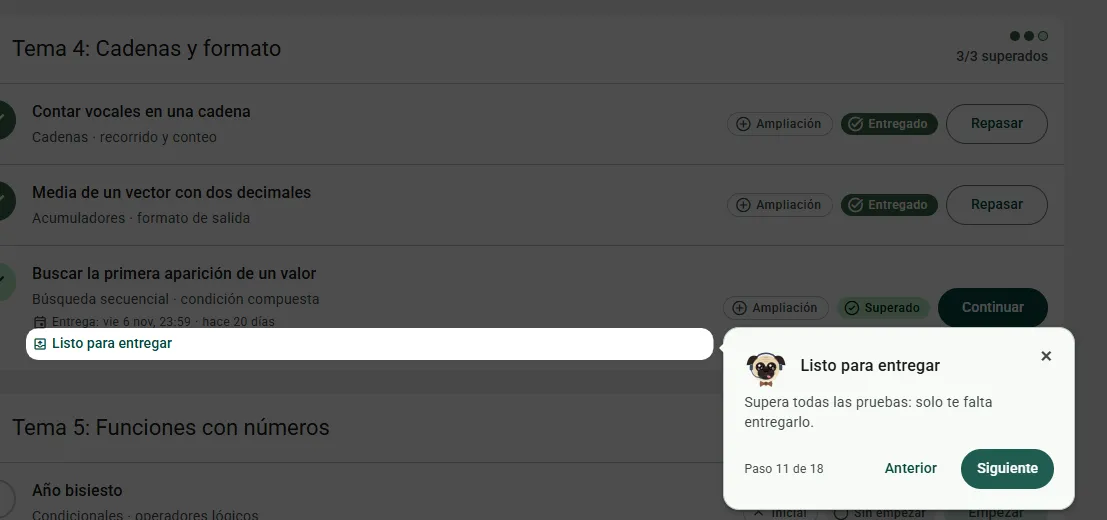 Tema 4: Cadenas y formato
3/3 superados
Contar vocales en una cadena
Cadenas · recorrido y conteo
Ampliación
Entregado
Repasar
Media de un vector con dos decimales
Acumuladores · formato de salida
Ampliación
Entregado
Repasar
Buscar la primera aparición de un valor
Búsqueda secuencial · condición compuesta
Entrega: vie 6 nov, 23:59 · hace 20 días
Listo para entregar
Ampliación
Superado
Continuar
Listo para entregar
Supera todas las pruebas: solo te falta
entregarlo.
Paso 11 de 18
Anterior
Siguiente
Tema 5: Funciones con números
Año bisiesto
Condicionales · operadores lógicos
Inicial
Sin empezar
Empezar